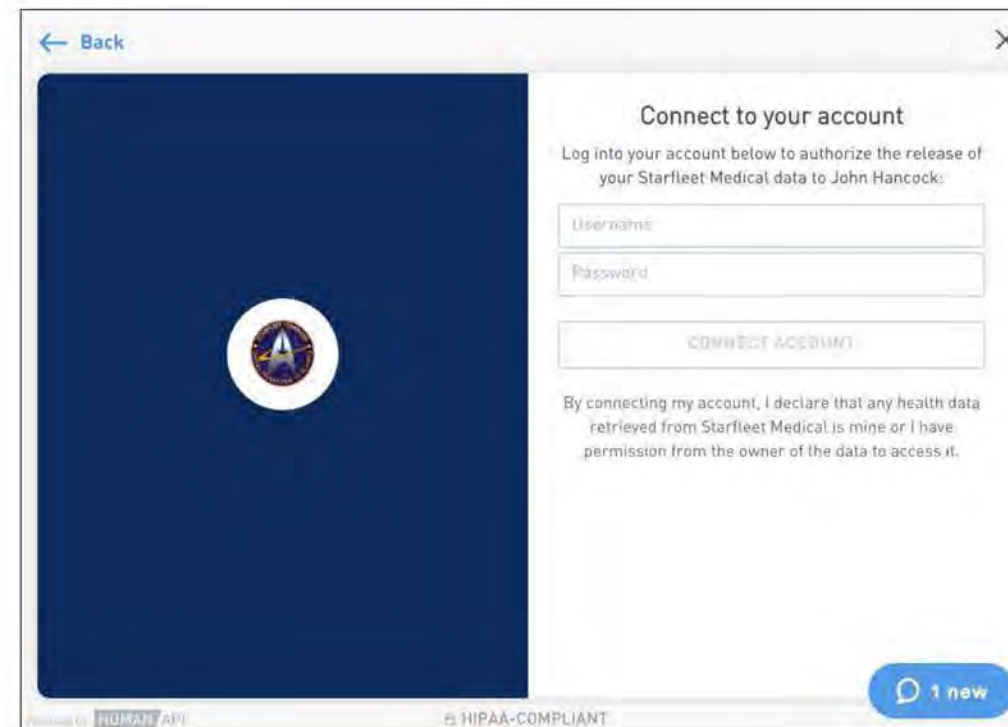 ← Back
Connect to your account
Log into your account below to authorize the release of
your Starfleet Medical data to John Hancock:
Username
Password
CONNECT ACCOUNT
By connecting my account, I declare that any health data
retrieved from Starfleet Medical is mine or I have
permission from the owner of the data to access it.
1 new
HUMAN API
HIPAA-COMPLIANT